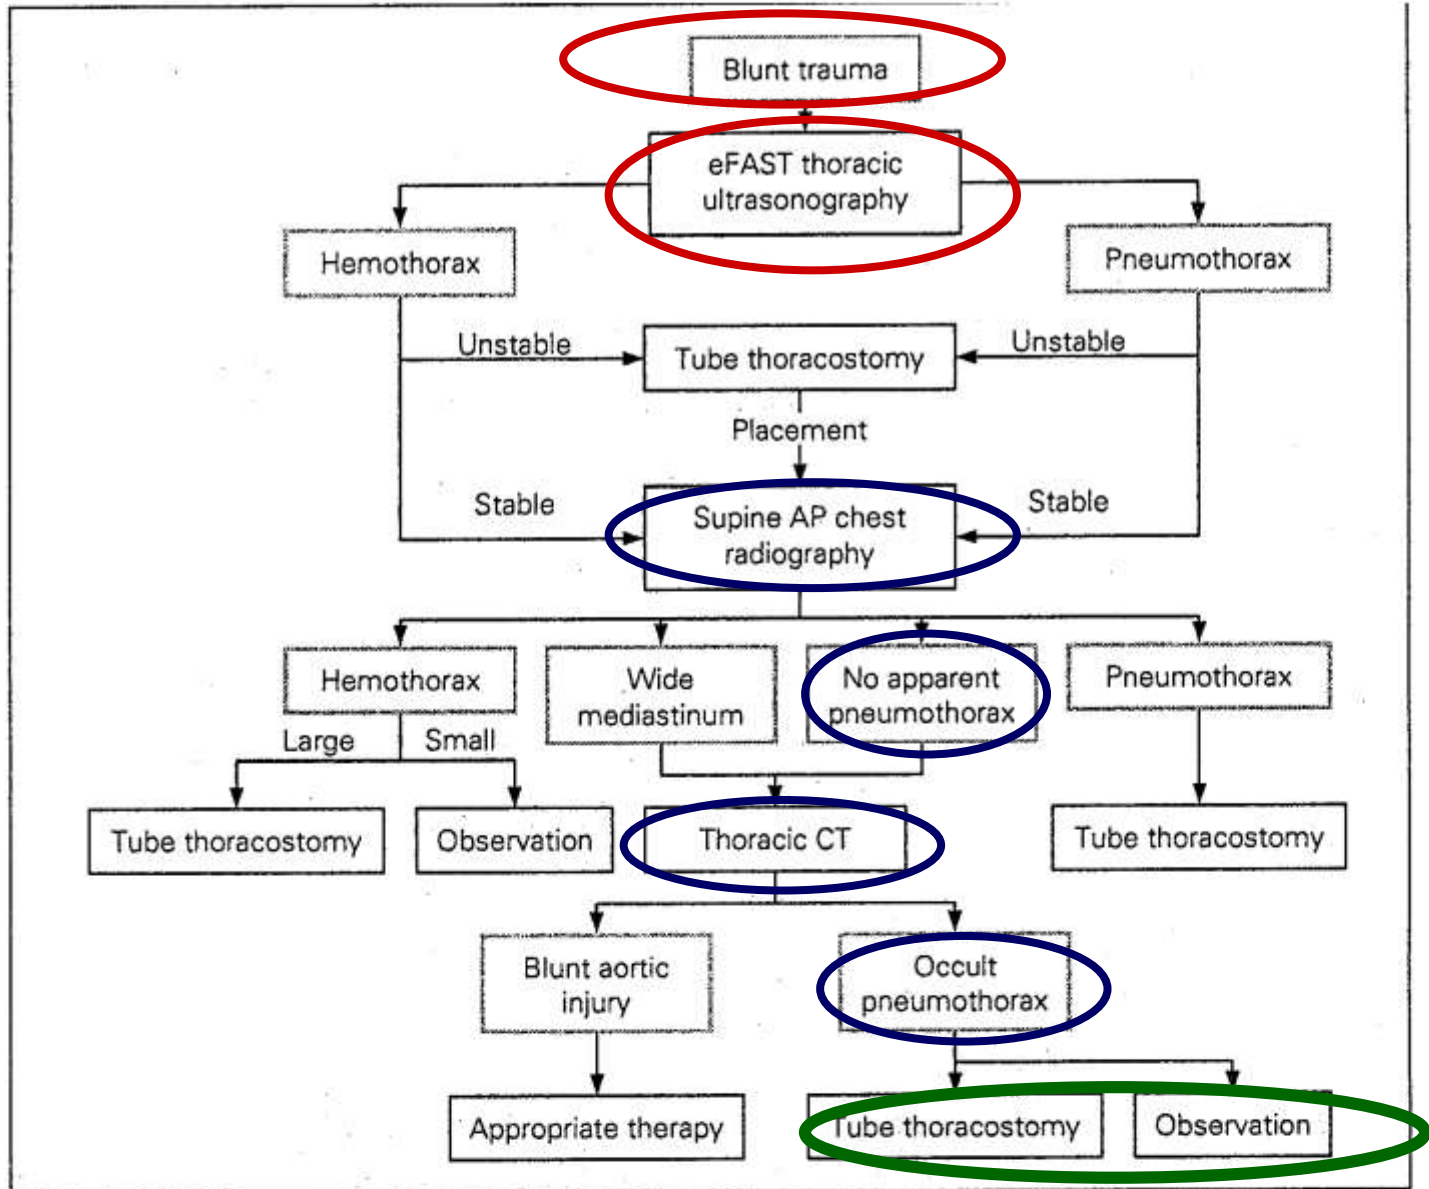 Blunt trauma
eFAST thoracic
ultrasonography
Hemothorax
Pneumothorax
Unstable
Tube thoracostomy
Unstable
Placement
Stable
Supine AP chest
radiography
Stable
Hemothorax
Wide
mediastinum
No apparent
pneumothorax
Pneumothorax
Large
Small
Tube thoracostomy
Observation
Thoracic CT
Tube thoracostomy
Blunt aortic
injury
Occult
pneumothorax
Appropriate therapy
Tube thoracostomy
Observation